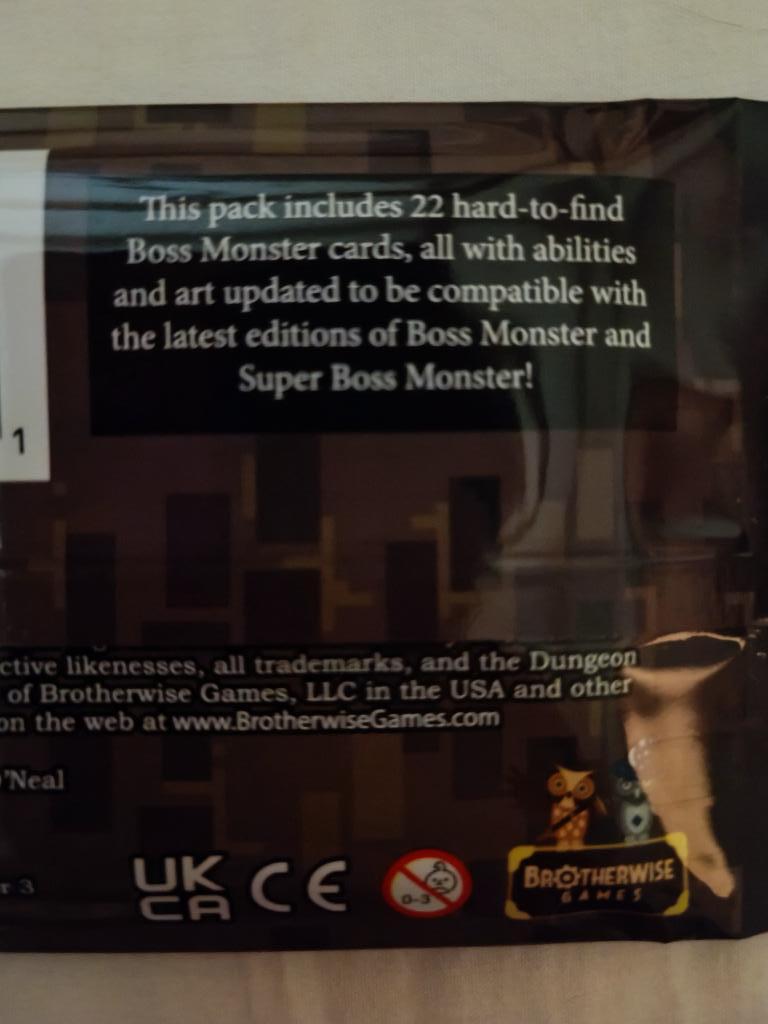 This pack includes 22 hard-to-find
Boss Monster cards, all with abilities
and art updated to be compatible with
the latest editions of Boss Monster and
Super Boss Monster!
1
ctive likenesses, all trademarks, and the Dungeon
of Brotherwise Games, LLC in the USA and other
on the web at www.BrotherwiseGames.com
O'Neal
r 3
UK
CA
CE
0-3
BROTHERWISE
GAMES